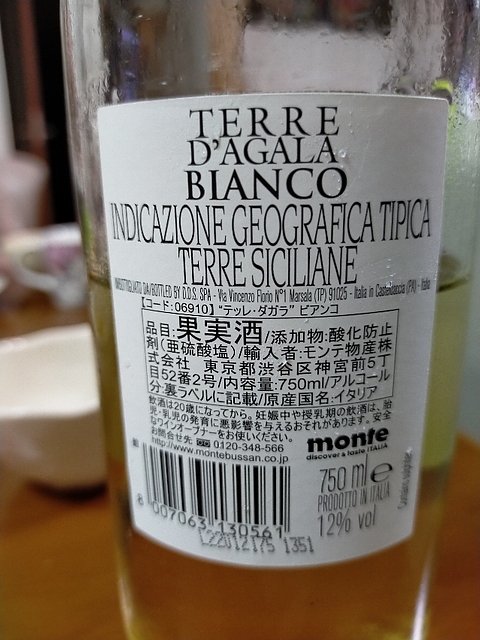 TERRE
D'AGALA
BIANCO
INDICAZIONE GEOGRAFICA TIPICA
TERRE SICILIANE
IMBOTTIGLIATO DA/BOTTLED BY D.D.S. SPA - Via Vincenzo Florio N°1 Marsala (TP) 91025 - Italia in Casteldaccia (PA) - Italia
【コード:06910】"テッレ・ダガラ" ビアンコ
品目:果実酒/添加物:酸化防止
剤(亜硫酸塩)/輸入者:モンテ物産株
式会社 東京都渋谷区神宮前5丁
目52番2号/内容量:750ml/アルコール
分:裏ラベルに記載/原産国名:イタリア
飲酒は20歳になってから。妊娠中や授乳期の飲酒は、胎
児・乳児の発育に悪影響を与えるおそれがあります。安全
なワインオープナーをお使いください。
お問合せ先 0120-348-566
http://www.montebussan.co.jp
monte
discover & taste ITALIA
750 ml e
PRODOTTO IN ITALIA
12% vol
8 007063 130561
L22012175 1351